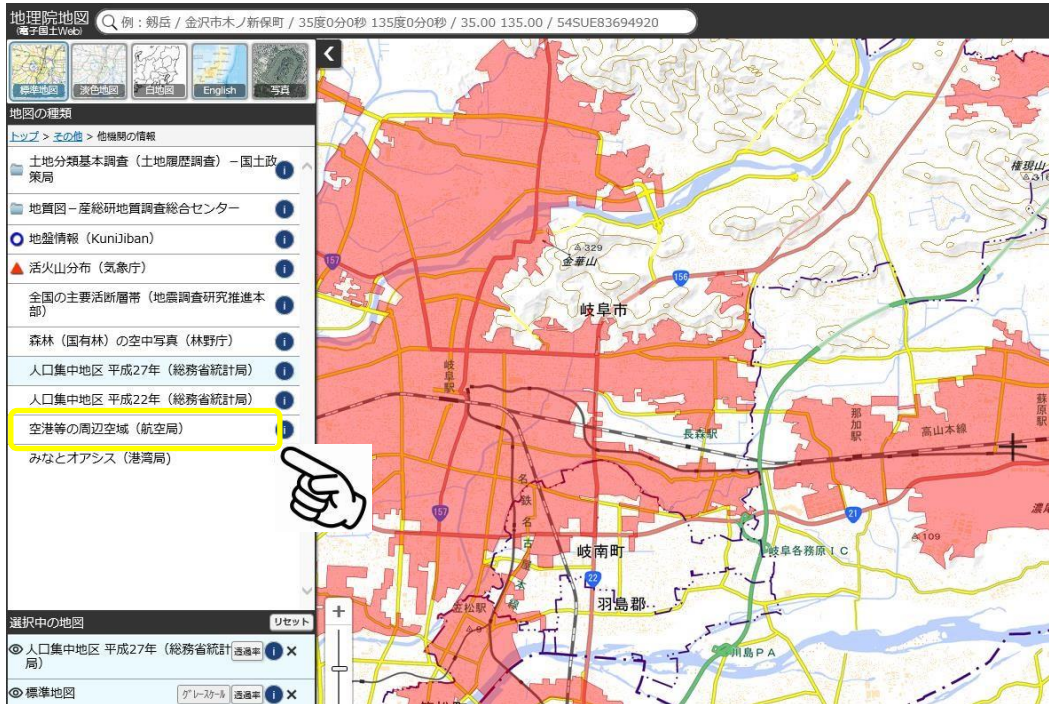 地理院地図
(電子国土Web)
例：剱岳 / 金沢市木ノ新保町 / 35度0分0秒 135度0分0秒 / 35.00 135.00 / 54SUE83694920
標準地図
淡色地図
白地図
English
写真
地図の種類
トップ > その他 > 他機関の情報
土地分類基本調査（土地履歴調査）－国土政
策局
地質図－産総研地質調査総合センター
地盤情報（KuniJiban）
活火山分布（気象庁）
全国の主要活断層帯（地震調査研究推進本
部）
森林（国有林）の空中写真（林野庁）
人口集中地区 平成27年（総務省統計局）
人口集中地区 平成22年（総務省統計局）
空港等の周辺空域（航空局）
みなとオアシス（港湾局）
選択中の地図
リセット
人口集中地区 平成27年（総務省統計
局）
透過率
標準地図
グレースケール
透過率
権現山
329
金華山
157
156
岐阜市
岐阜駅
長森駅
那加駅
高山本線
蘇原駅
名鉄名古屋本線
157
21
109
岐南町
岐阜各務原IC
22
羽島郡
笠松駅
川島PA